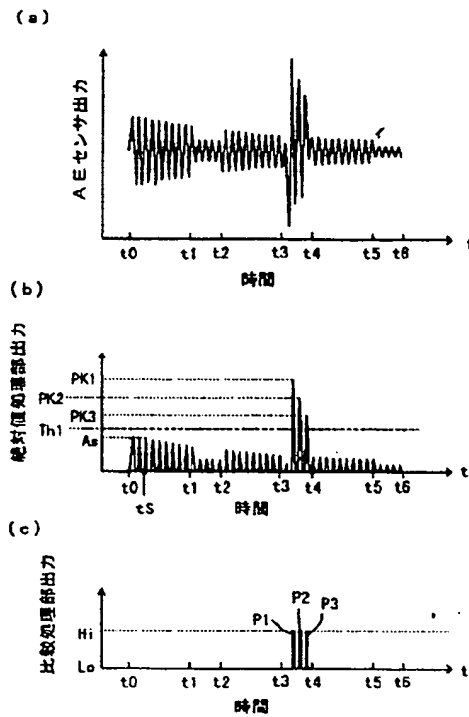 (a)
AEセンサ出力
t
t0 t1 t2 t3 t4 t5 t6
時間
(b)
絶対値処理部出力
PK1
PK2
PK3
Th1
As
t
t0 t1 t2 t3 t4 t5 t6
tS
時間
(c)
比較処理部出力
P1 P2 P3
Hi
Lo
t
t0 t1 t2 t3 t4 t5 t6
時間